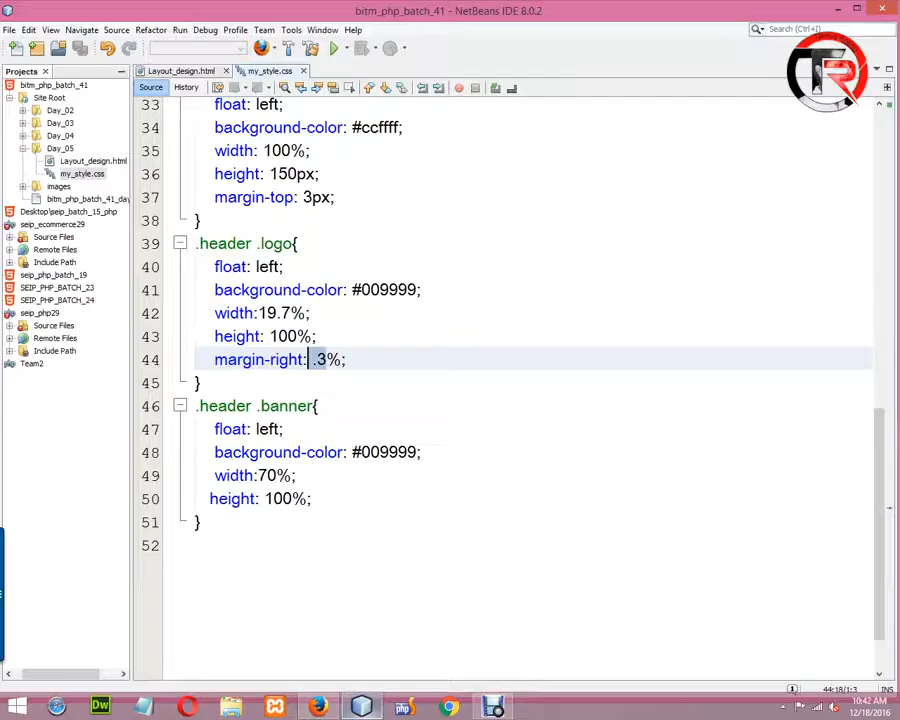 bitm_php_batch_41 - NetBeans IDE 8.0.2
File Edit View Navigate Source Refactor Run Debug Profile Team Tools Window Help
Search (Ctrl+I)
Projects
Layout_design.html
my_style.css
Source
History
bitm_php_batch_41
Site Root
Day_02
Day_03
Day_04
Day_05
Layout_design.html
my_style.css
images
bitm_php_batch_41_day
Desktop\seip_batch_15_php
seip_ecommerce29
Source Files
Remote Files
Include Path
seip_php_batch_19
SEIP_PHP_BATCH_23
SEIP_PHP_BATCH_24
seip_php29
Source Files
Remote Files
Include Path
Team2
33 float: left;
34 background-color: #ccffff;
35 width: 100%;
36 height: 150px;
37 margin-top: 3px;
38 }
39 .header .logo{
40 float: left;
41 background-color: #009999;
42 width:19.7%;
43 height: 100%;
44 margin-right: .3%;
45 }
46 .header .banner{
47 float: left;
48 background-color: #009999;
49 width:70%;
50 height: 100%;
51 }
52
44:18/1:3 INS
Dw
php
10:42 AM
12/18/2016